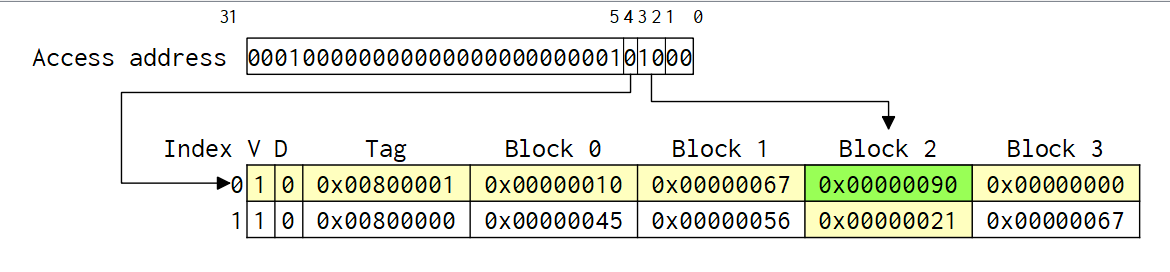 31 5 4 3 2 1 0
Access address 00010000000000000000000000101000
Index V D Tag Block 0 Block 1 Block 2 Block 3
0 1 0 0x00800001 0x00000010 0x00000067 0x00000090 0x00000000
1 1 0 0x00800000 0x00000045 0x00000056 0x00000021 0x00000067